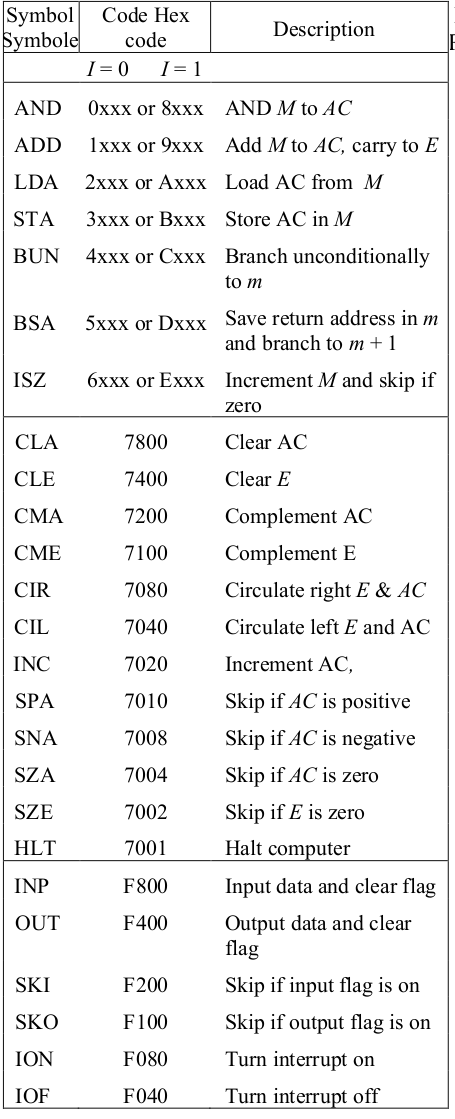 Symbol Code Hex Description
Symbole code
I = 0 I = 1
AND 0xxx or 8xxx AND M to AC
ADD 1xxx or 9xxx Add M to AC, carry to E
LDA 2xxx or Axxx Load AC from M
STA 3xxx or Bxxx Store AC in M
BUN 4xxx or Cxxx Branch unconditionally
to m
BSA 5xxx or Dxxx Save return address in m
and branch to m + 1
ISZ 6xxx or Exxx Increment M and skip if
zero
CLA 7800 Clear AC
CLE 7400 Clear E
CMA 7200 Complement AC
CME 7100 Complement E
CIR 7080 Circulate right E & AC
CIL 7040 Circulate left E and AC
INC 7020 Increment AC,
SPA 7010 Skip if AC is positive
SNA 7008 Skip if AC is negative
SZA 7004 Skip if AC is zero
SZE 7002 Skip if E is zero
HLT 7001 Halt computer
INP F800 Input data and clear flag
OUT F400 Output data and clear
flag
SKI F200 Skip if input flag is on
SKO F100 Skip if output flag is on
ION F080 Turn interrupt on
IOF F040 Turn interrupt off